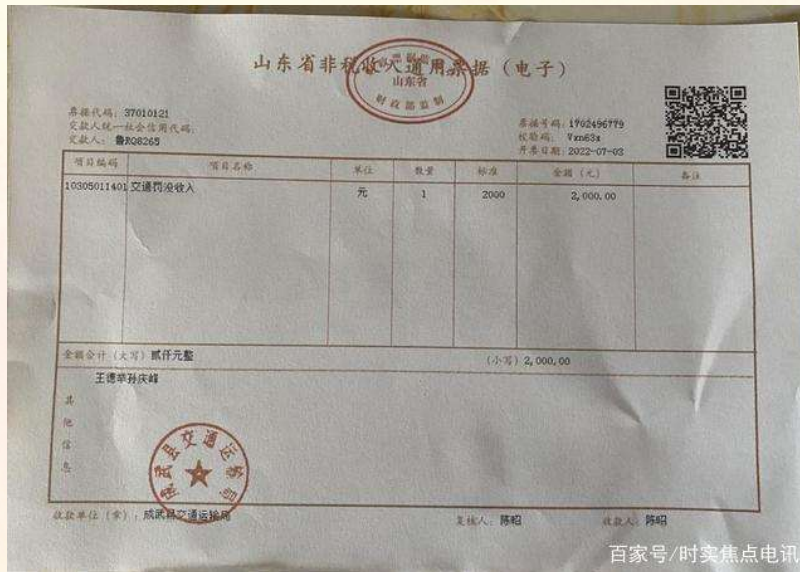 山东省非税收入通用票据（电子）
山东省
财政部监制
票据代码：37010121
交款人统一社会信用代码：
交款人：鲁RQ8265
票据号码：1702496779
校验码：Vxn63x
开票日期：2022-07-03
项目编码 项目名称 单位 数量 标准 金额（元） 备注
10305011401 交通罚没收入 元 1 2000 2,000.00
金额合计（大写）贰仟元整 （小写）2,000.00
王德举孙庆峰
其他信息
成武县交通运输局
收款单位（章）：成武县交通运输局 复核人：陈昭 收款人：陈昭
百家号/时实焦点电讯